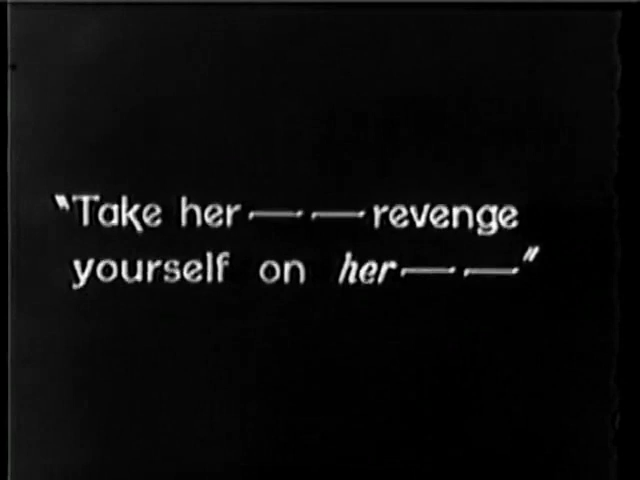 "Take her — — revenge
yourself on her — —"